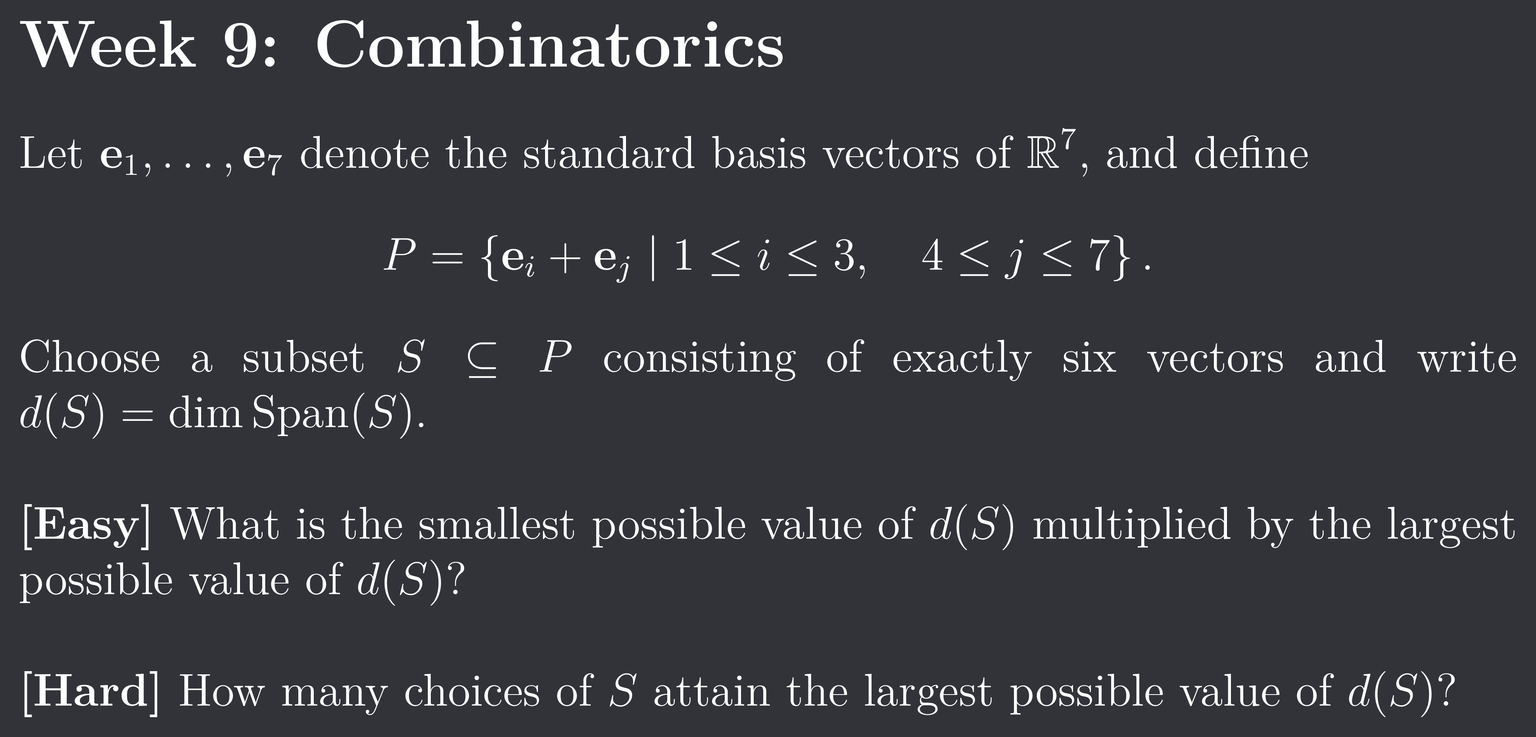 Week 9: Combinatorics
Let e₁, . . . , e₇ denote the standard basis vectors of ℝ⁷, and define
P = {eᵢ + eⱼ | 1 ≤ i ≤ 3, 4 ≤ j ≤ 7} .
Choose a subset S ⊆ P consisting of exactly six vectors and write
d(S) = dim Span(S).
[Easy] What is the smallest possible value of d(S) multiplied by the largest
possible value of d(S)?
[Hard] How many choices of S attain the largest possible value of d(S)?